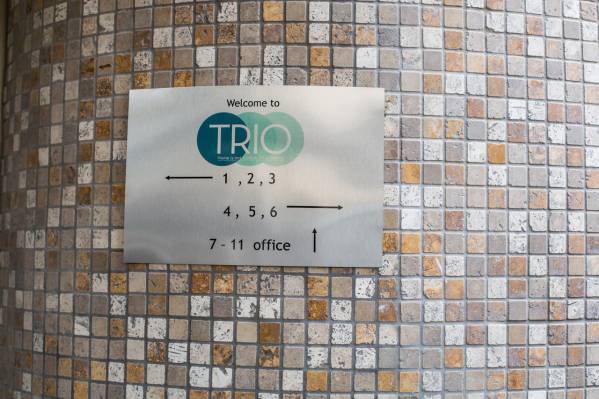 Welcome to
TRIO
1 , 2 , 3
4 , 5 , 6
7 - 11 office